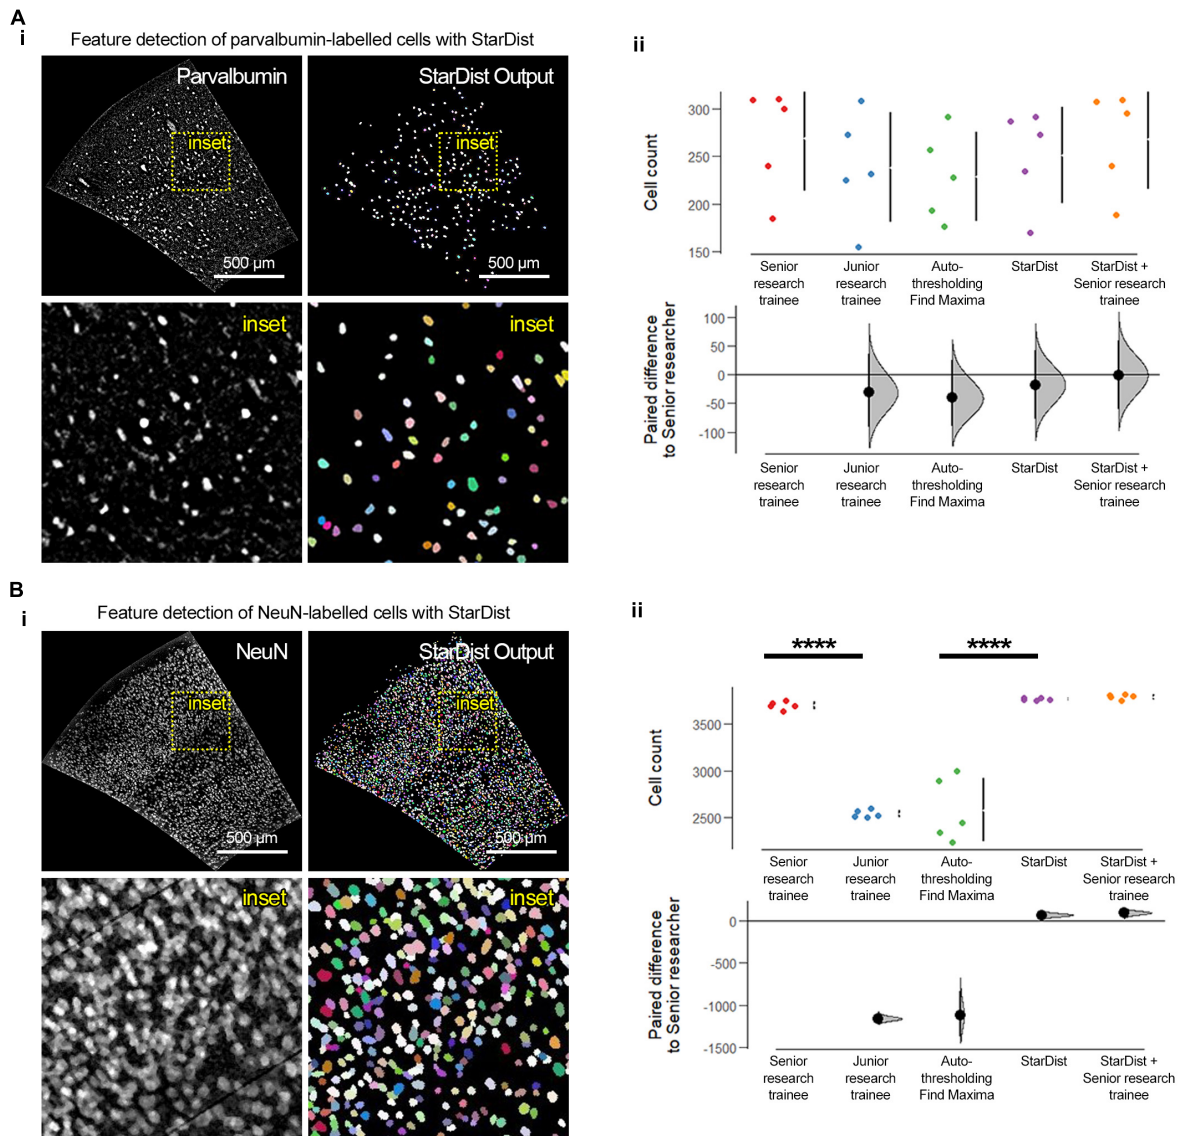 A
i
Feature detection of parvalbumin-labelled cells with StarDist
Parvalbumin
StarDist Output
inset
inset
500 µm
500 µm
inset
inset
ii
Cell count
300
250
200
150
Senior research trainee
Junior research trainee
Auto-thresholding Find Maxima
StarDist
StarDist + Senior research trainee
Paired difference to Senior researcher
100
50
0
-50
-100
Senior research trainee
Junior research trainee
Auto-thresholding Find Maxima
StarDist
StarDist + Senior research trainee
B
i
Feature detection of NeuN-labelled cells with StarDist
NeuN
StarDist Output
inset
inset
500 µm
500 µm
inset
inset
ii
****
****
Cell count
3500
3000
2500
Senior research trainee
Junior research trainee
Auto-thresholding Find Maxima
StarDist
StarDist + Senior research trainee
Paired difference to Senior researcher
0
-500
-1000
-1500
Senior research trainee
Junior research trainee
Auto-thresholding Find Maxima
StarDist
StarDist + Senior research trainee